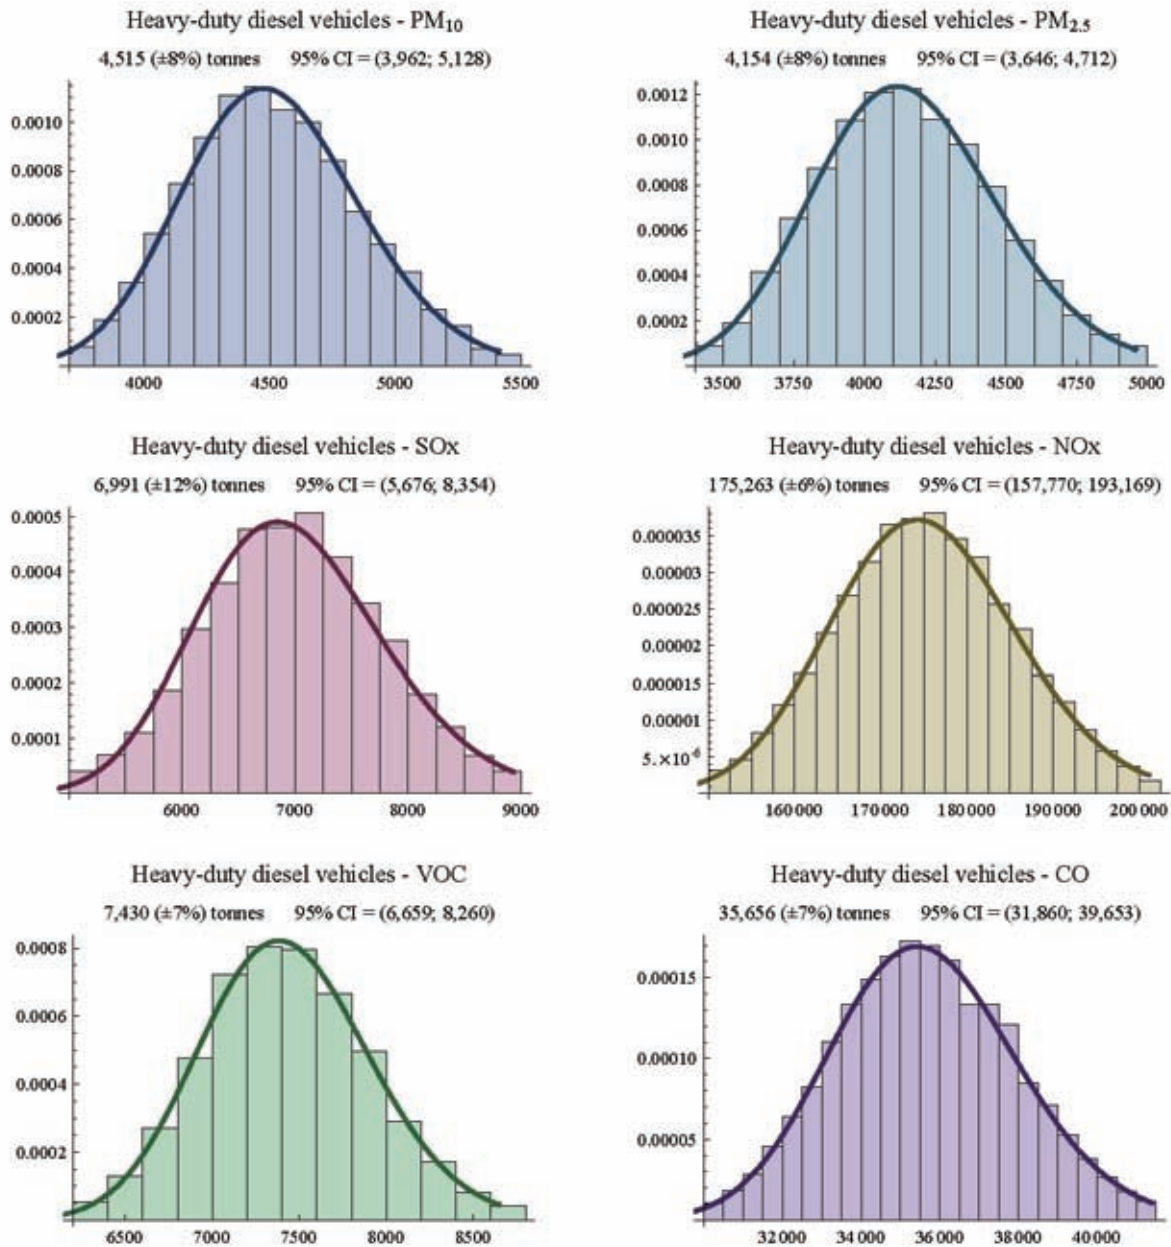 Heavy-duty diesel vehicles - PM10
4,515 (±8%) tonnes 95% CI = (3,962; 5,128)
0.0010
0.0008
0.0006
0.0004
0.0002
4000 4500 5000 5500
Heavy-duty diesel vehicles - PM2.5
4,154 (±8%) tonnes 95% CI = (3,646; 4,712)
0.0012
0.0010
0.0008
0.0006
0.0004
0.0002
3500 3750 4000 4250 4500 4750 5000
Heavy-duty diesel vehicles - SOx
6,991 (±12%) tonnes 95% CI = (5,676; 8,354)
0.0005
0.0004
0.0003
0.0002
0.0001
6000 7000 8000 9000
Heavy-duty diesel vehicles - NOx
175,263 (±6%) tonnes 95% CI = (157,770; 193,169)
0.000035
0.00003
0.000025
0.00002
0.000015
0.00001
5.×10-6
160000 170000 180000 190000 200000
Heavy-duty diesel vehicles - VOC
7,430 (±7%) tonnes 95% CI = (6,659; 8,260)
0.0008
0.0006
0.0004
0.0002
6500 7000 7500 8000 8500
Heavy-duty diesel vehicles - CO
35,656 (±7%) tonnes 95% CI = (31,860; 39,653)
0.00015
0.00010
0.00005
32000 34000 36000 38000 40000